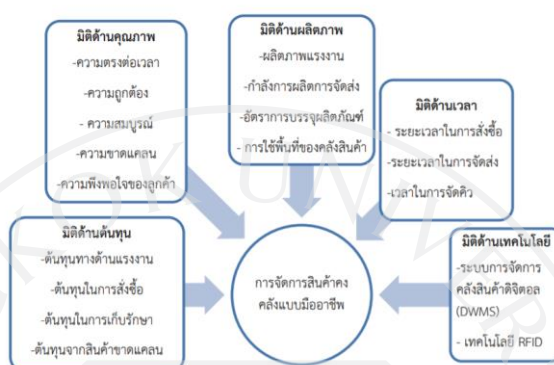 มิติด้านคุณภาพ
-ความตรงต่อเวลา
-ความถูกต้อง
- ความสมบูรณ์
-ความขาดแคลน
-ความพึงพอใจของลูกค้า
มิติด้านผลิตภาพ
-ผลิตภาพแรงงาน
-กำลังการผลิตการจัดส่ง
-อัตราการบรรจุผลิตภัณฑ์
- การใช้พื้นที่ของคลังสินค้า
มิติด้านเวลา
- ระยะเวลาในการสั่งซื้อ
-ระยะเวลาในการจัดส่ง
-เวลาในการจัดคิว
มิติด้านต้นทุน
-ต้นทุนทางด้านแรงงาน
-ต้นทุนในการสั่งซื้อ
-ต้นทุนในการเก็บรักษา
-ต้นทุนจากสินค้าขาดแคลน
การจัดการสินค้าคง
คลังแบบมืออาชีพ
มิติด้านเทคโนโลยี
-ระบบการจัดการ
คลังสินค้าดิจิตอล
(DWMS)
- เทคโนโลยี RFID
KOK UNIVER